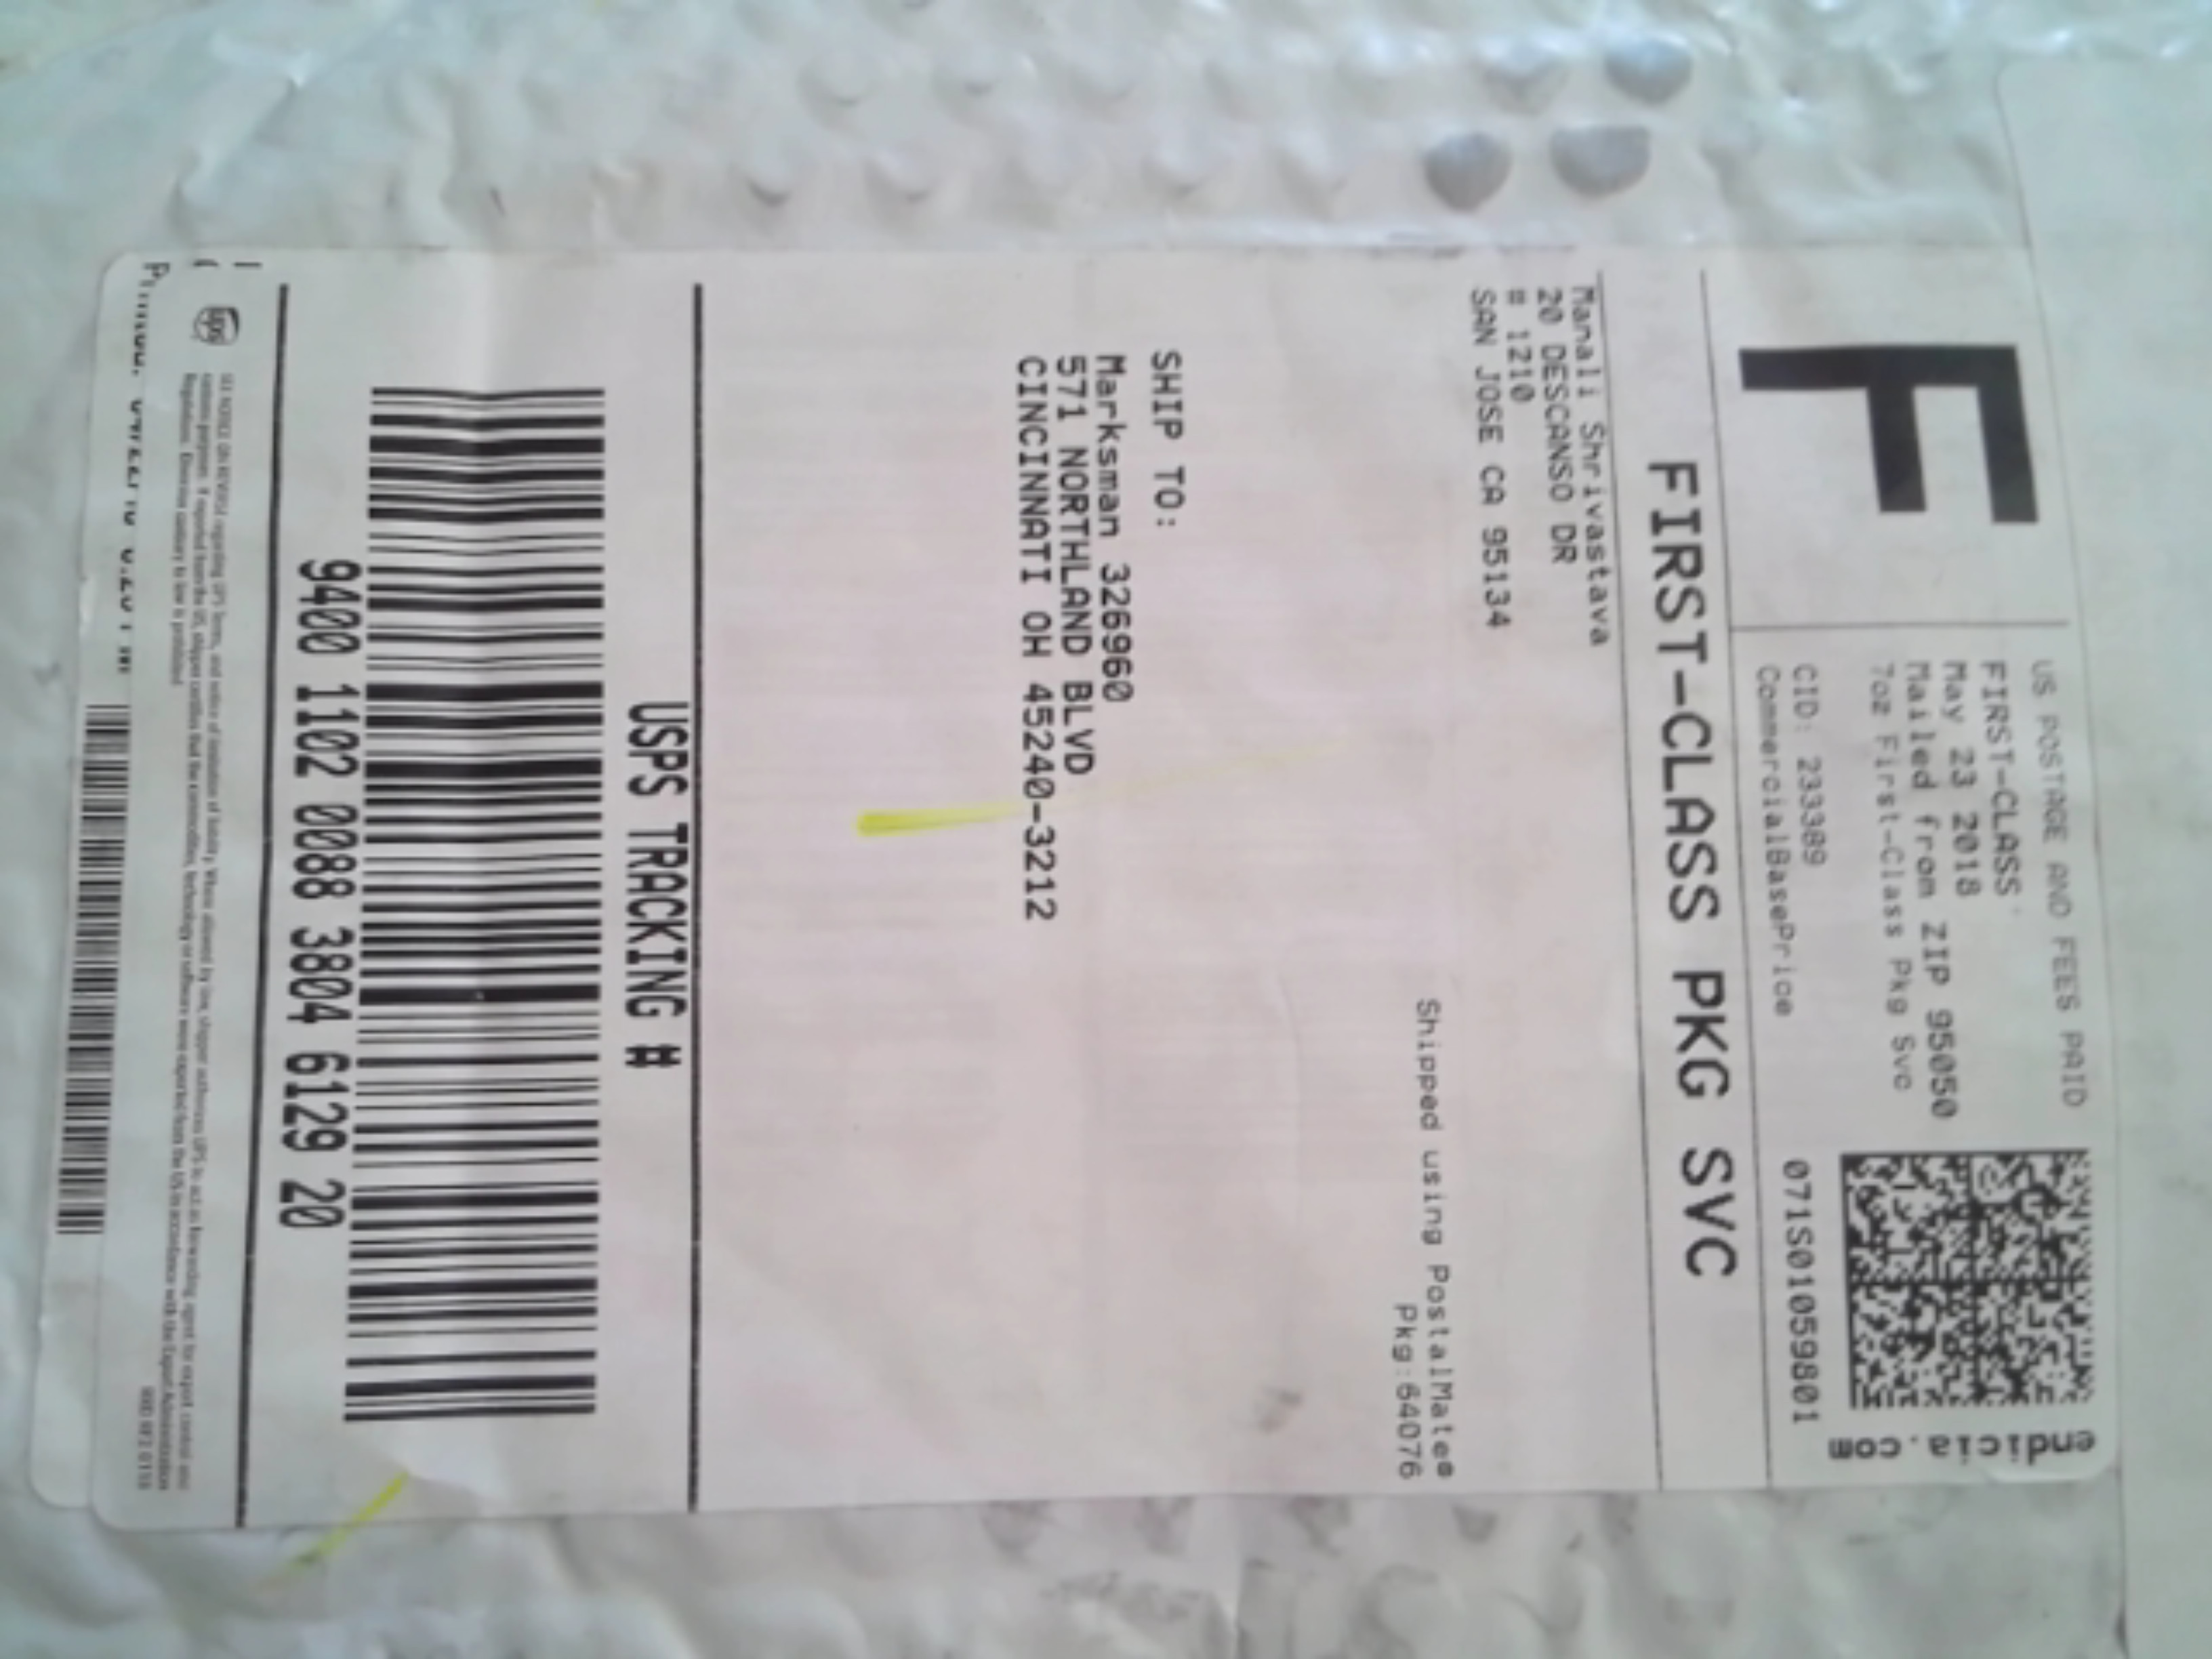 F
US POSTAGE AND FEES PAID
FIRST-CLASS
May 23 2018
Mailed from ZIP 95050
7oz First-Class Pkg Svc
CID: 233389
CommercialBasePrice
071S01059801
endicia.com
FIRST-CLASS PKG SVC
Manali Shrivastava
20 DESCANSO DR
# 1210
SAN JOSE CA 95134
Shipped using PostalMate®
Pkg:64076
SHIP TO:
Marksman 326960
571 NORTHLAND BLVD
CINCINNATI OH 45240-3212
USPS TRACKING #
9400 1102 0088 3804 6129 20
ups